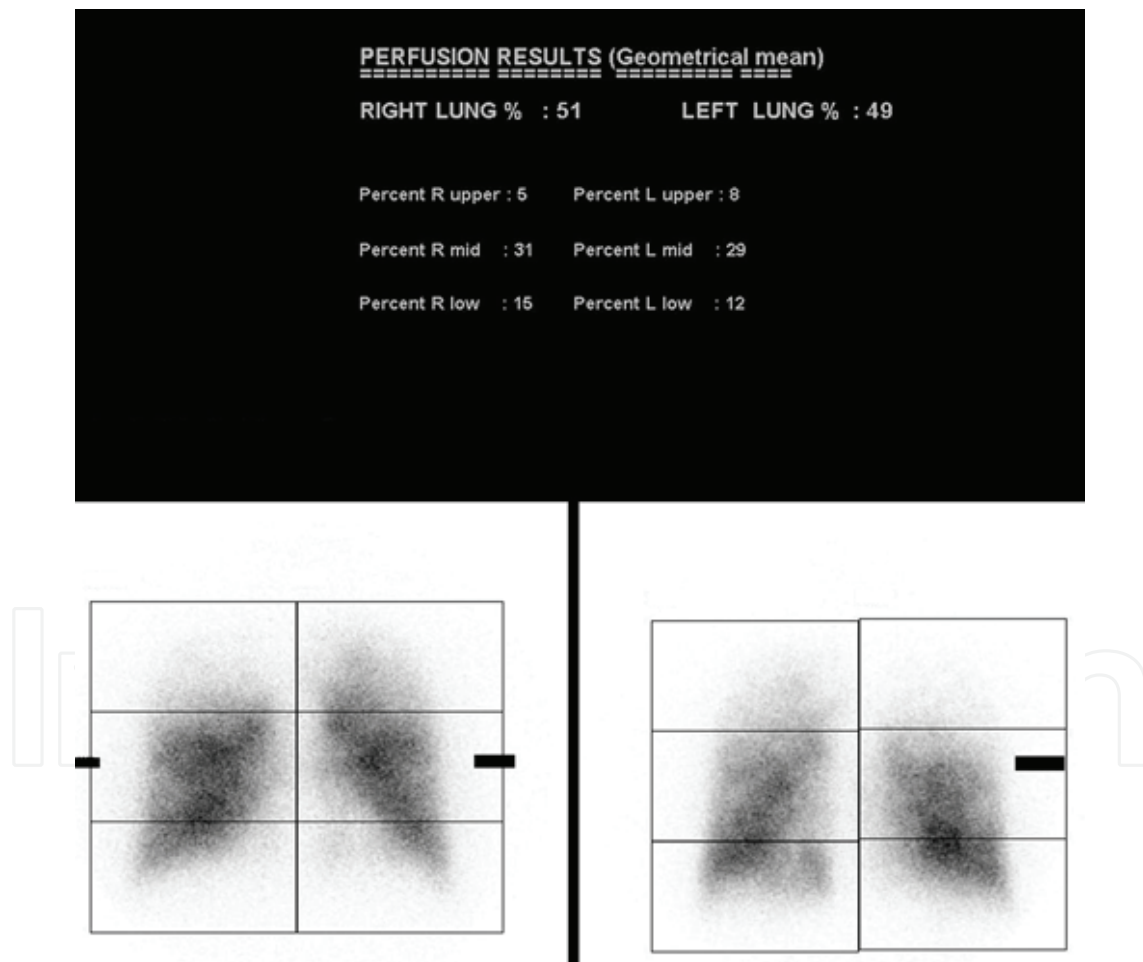 PERFUSION RESULTS (Geometrical mean)
RIGHT LUNG % : 51 LEFT LUNG % : 49
Percent R upper : 5 Percent L upper : 8
Percent R mid : 31 Percent L mid : 29
Percent R low : 15 Percent L low : 12